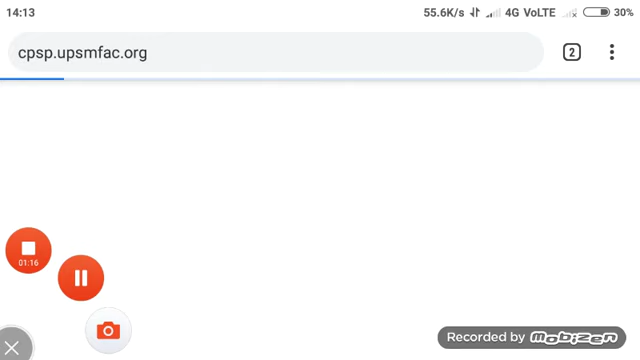 14:13 55.6K/s 4G VoLTE 30%
cpsp.upsmfac.org 2
01:16
Recorded by mobizen